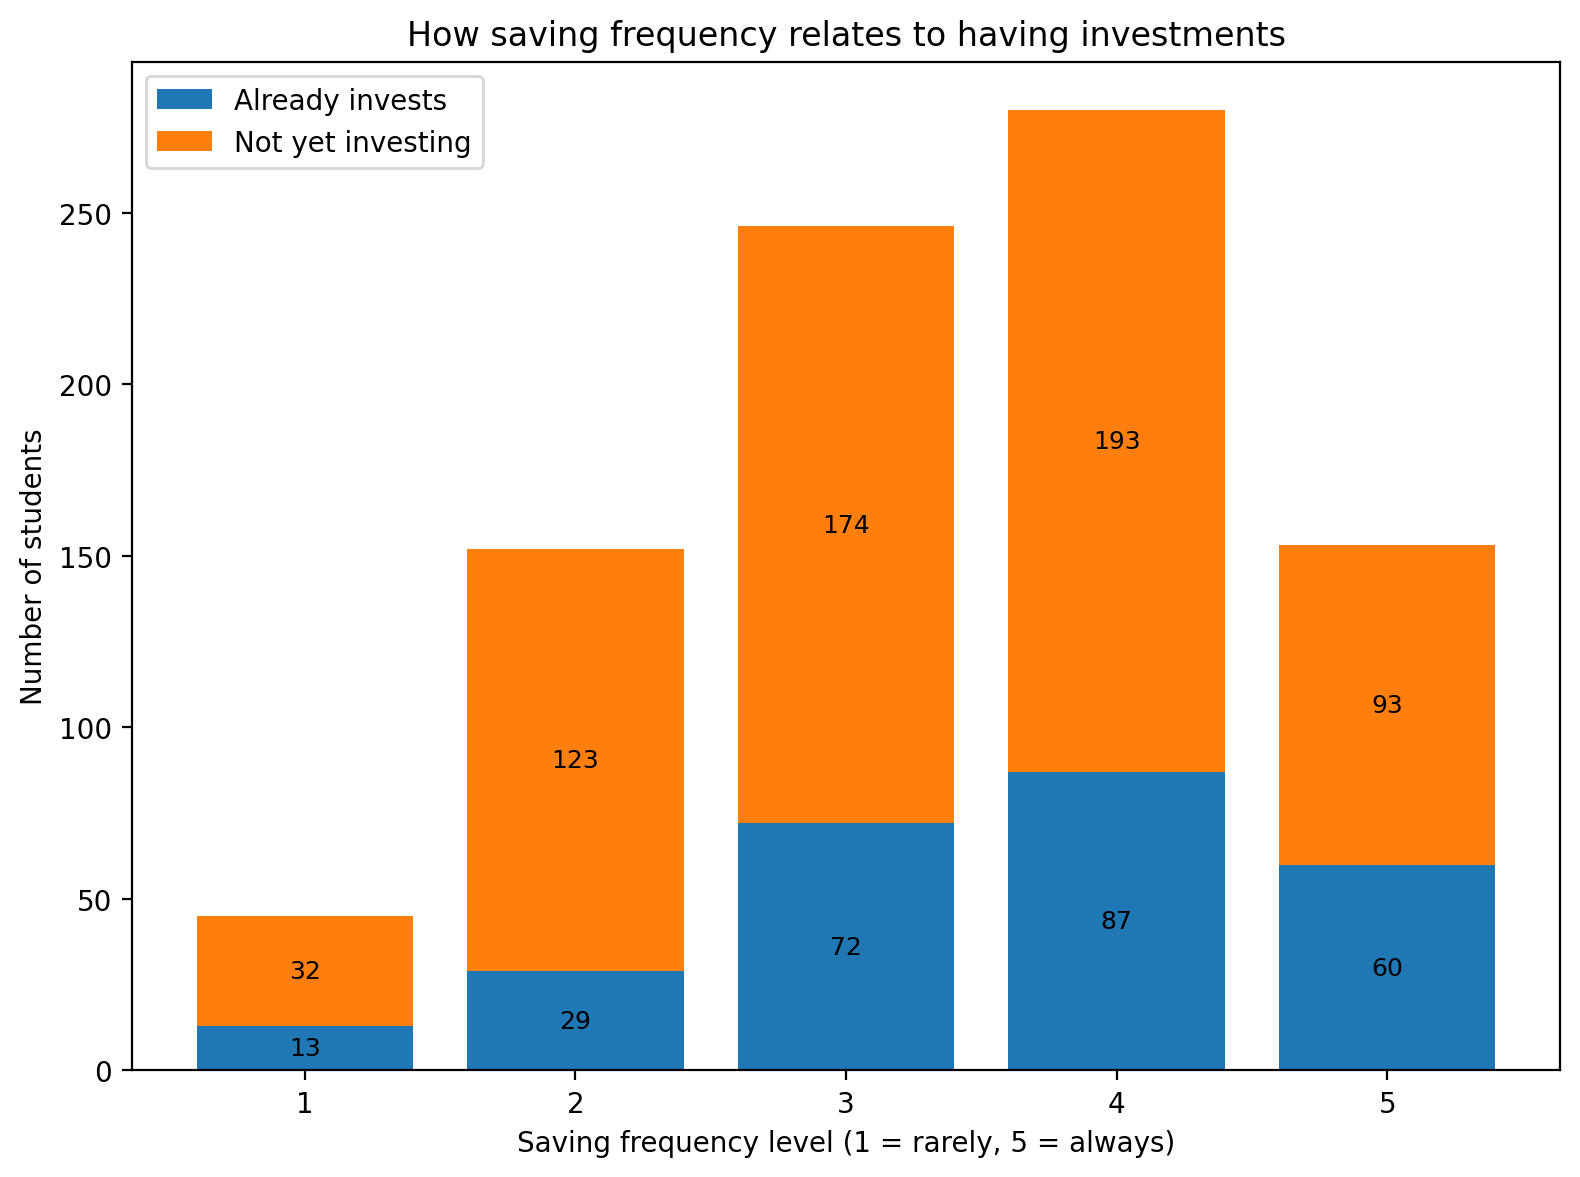 How saving frequency relates to having investments
Already invests
Not yet investing
Number of students
250
200
150
100
50
0
193
174
123
93
87
72
60
32
29
13
1 2 3 4 5
Saving frequency level (1 = rarely, 5 = always)